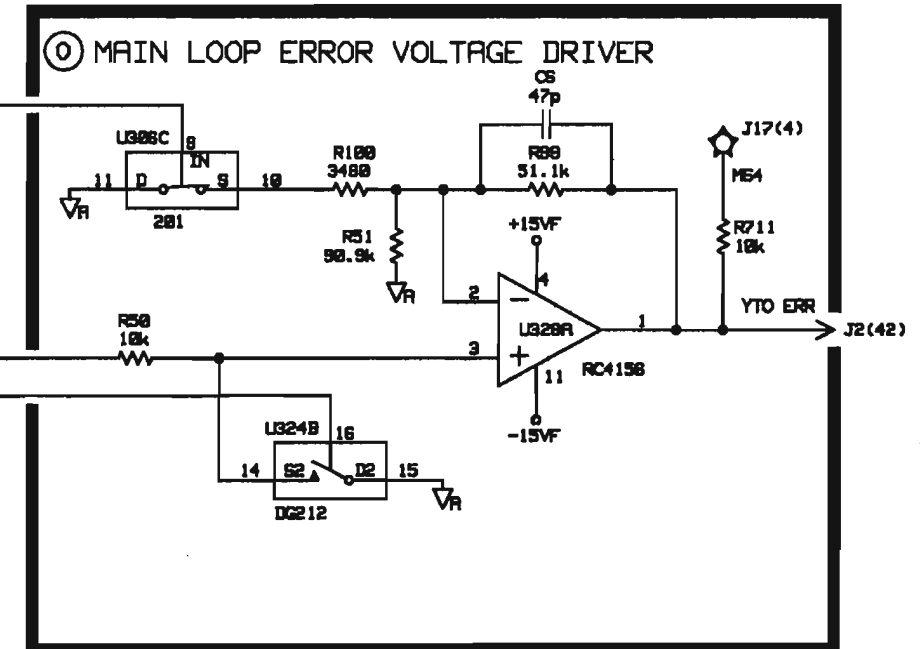 O MAIN LOOP ERROR VOLTAGE DRIVER
C6
47p
J17(4)
U306C
8
IN
R100
3480
R99
51.1k
M54
11
D
S
10
201
+15VF
R711
10k
R51
90.9k
4
A
A
2
YTO ERR
R50
10k
U328A
1
J2(42)
3
11
RC4156
-15VF
U324B
16
14
S2
D2
15
A
DG212